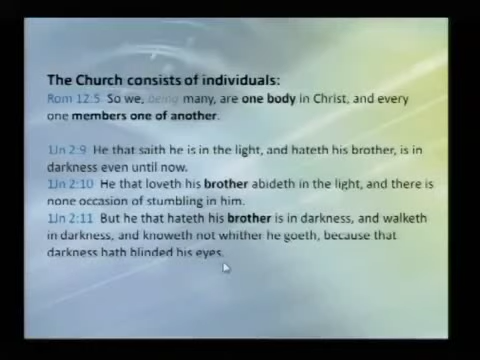 The Church consists of individuals:
Rom 12:5 So we, being many, are one body in Christ, and every
one members one of another.
1Jn 2:9 He that saith he is in the light, and hateth his brother, is in
darkness even until now.
1Jn 2:10 He that loveth his brother abideth in the light, and there is
none occasion of stumbling in him.
1Jn 2:11 But he that hateth his brother is in darkness, and walketh
in darkness, and knoweth not whither he goeth, because that
darkness hath blinded his eyes.